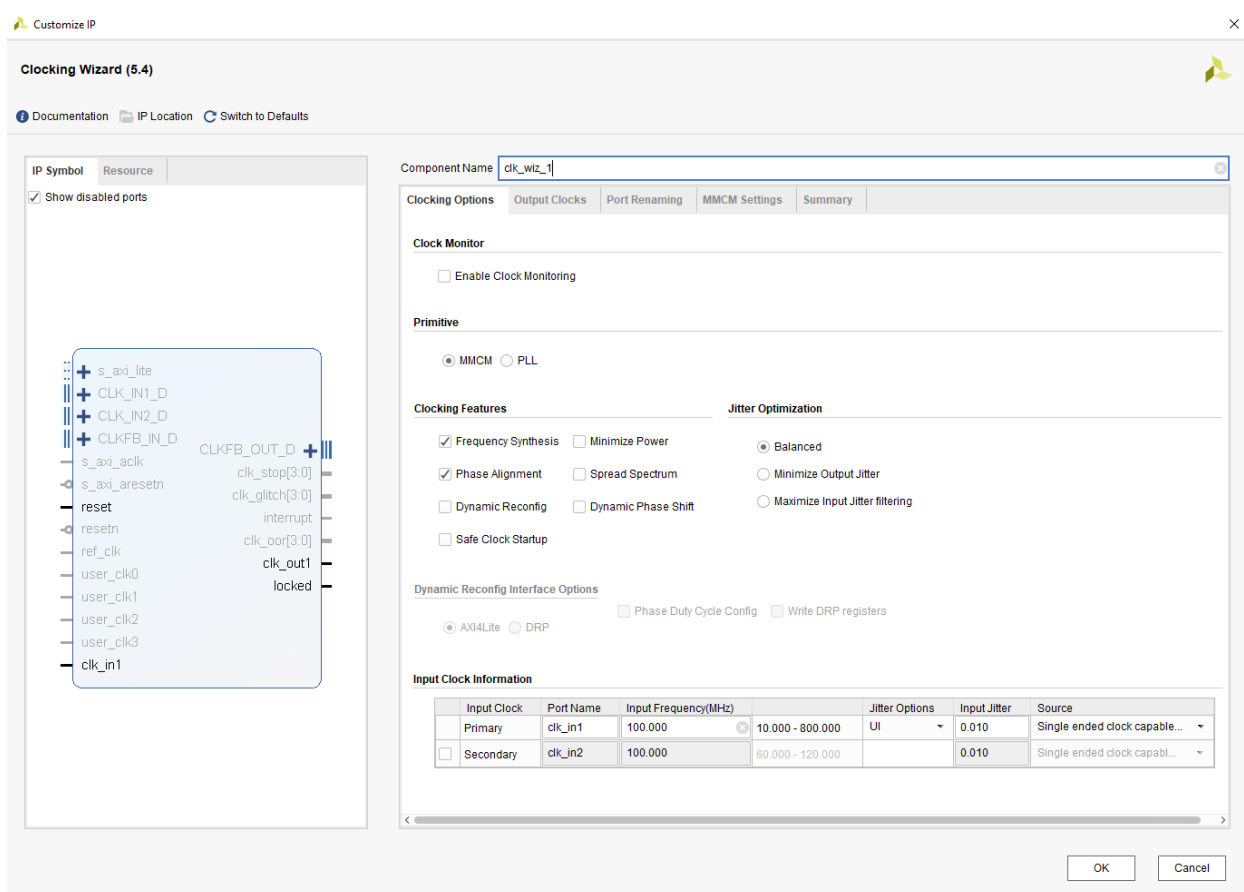 Customize IP
Clocking Wizard (5.4)
Documentation IP Location Switch to Defaults
IP Symbol Resource
Show disabled ports
s_axi_lite
CLK_IN1_D
CLK_IN2_D
CLKFB_IN_D
s_axi_aclk
s_axi_aresetn
reset
resetn
ref_clk
user_clk0
user_clk1
user_clk2
user_clk3
clk_in1
CLKFB_OUT_D
clk_stop[3:0]
clk_glitch[3:0]
interrupt
clk_oor[3:0]
clk_out1
locked
Component Name clk_wiz_1
Clocking Options Output Clocks Port Renaming MMCM Settings Summary
Clock Monitor
Enable Clock Monitoring
Primitive
MMCM PLL
Clocking Features
Frequency Synthesis Minimize Power
Phase Alignment Spread Spectrum
Dynamic Reconfig Dynamic Phase Shift
Safe Clock Startup
Jitter Optimization
Balanced
Minimize Output Jitter
Maximize Input Jitter filtering
Dynamic Reconfig Interface Options
Phase Duty Cycle Config Write DRP registers
AXI4Lite DRP
Input Clock Information
Input Clock Port Name Input Frequency(MHz) Jitter Options Input Jitter Source
Primary clk_in1 100.000 10.000 - 800.000 UI 0.010 Single ended clock capable...
Secondary clk_in2 100.000 60.000 - 120.000 0.010 Single ended clock capabl...
OK Cancel